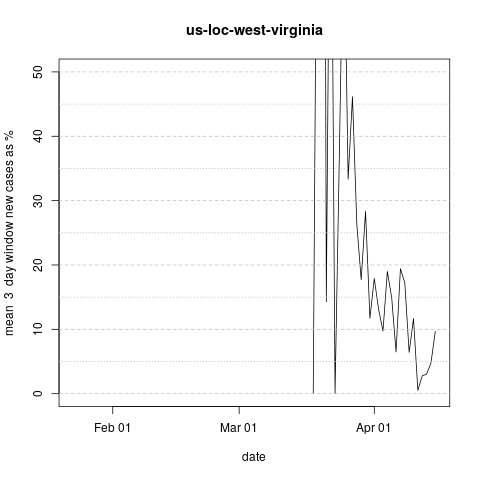 us-loc-west-virginia
mean 3 day window new cases as %
50
40
30
20
10
0
Feb 01
Mar 01
Apr 01
date